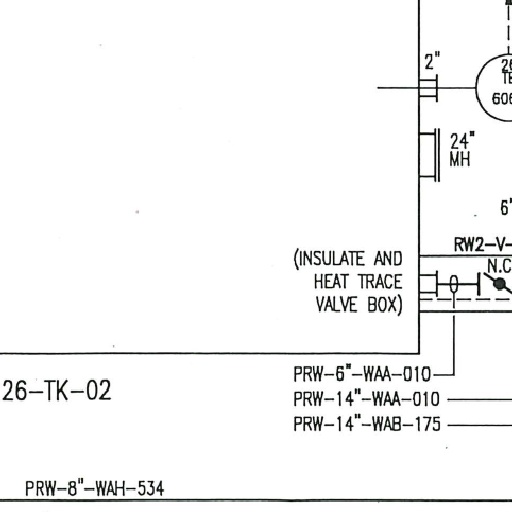 2"
26
606
24"
MH
6"
RW2-V-
N.C
(INSULATE AND
HEAT TRACE
VALVE BOX)
PRW-6"-WAA-010
26-TK-02
PRW-14"-WAA-010
PRW-14"-WAB-175
PRW-8"-WAH-534